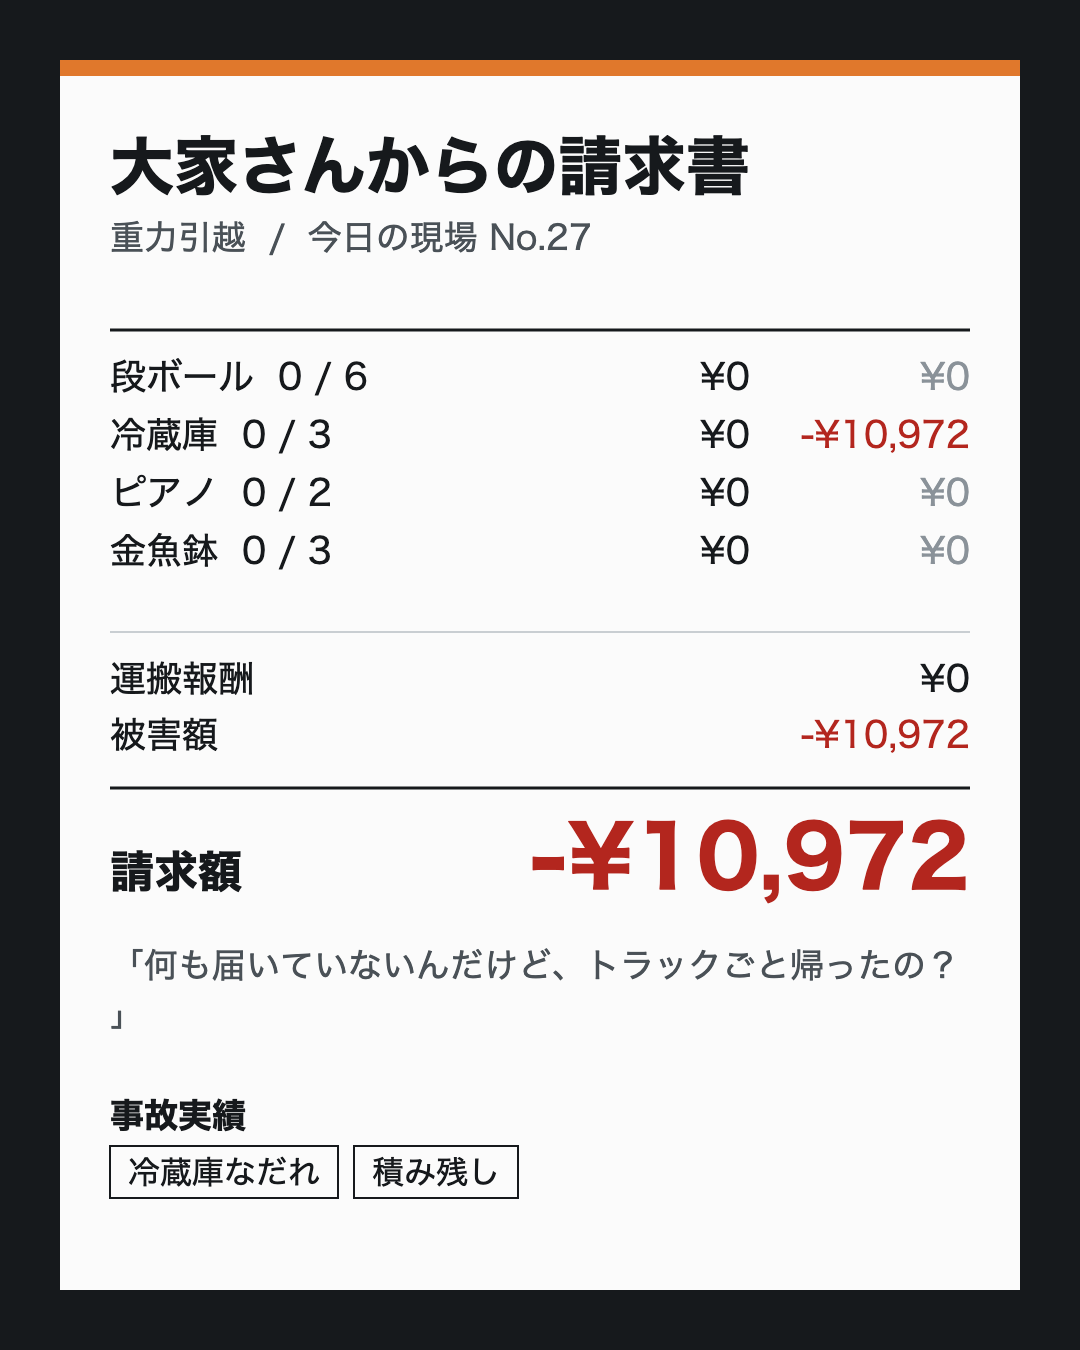 大家さんからの請求書
重力引越 / 今日の現場 No.27
段ボール 0 / 6 ¥0 ¥0
冷蔵庫 0 / 3 ¥0 -¥10,972
ピアノ 0 / 2 ¥0 ¥0
金魚鉢 0 / 3 ¥0 ¥0
運搬報酬 ¥0
被害額 -¥10,972
請求額 -¥10,972
「何も届いていないんだけど、トラックごと帰ったの？
」
事故実績
冷蔵庫なだれ 積み残し